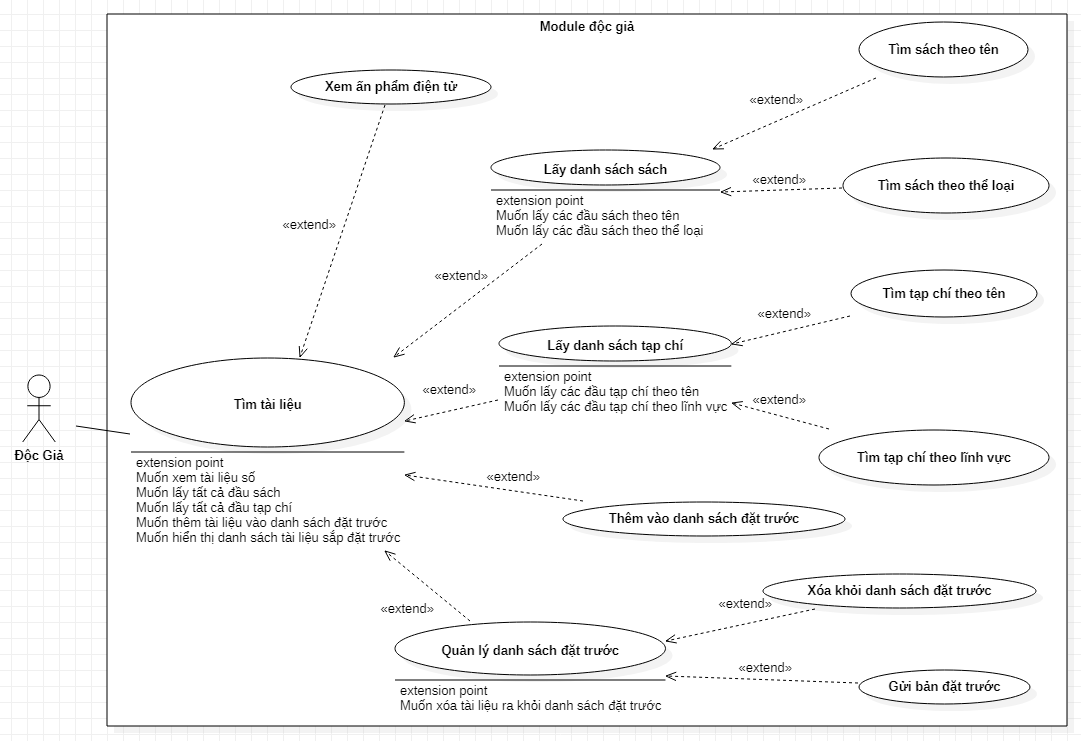 Module độc giả
Tìm sách theo tên
Xem ấn phẩm điện tử
«extend»
Lấy danh sách sách
«extend»
Tìm sách theo thể loại
extension point
Muốn lấy các đầu sách theo tên
Muốn lấy các đầu sách theo thể loại
«extend»
«extend»
Tìm tạp chí theo tên
«extend»
Lấy danh sách tạp chí
extension point
Muốn lấy các đầu tạp chí theo tên
Muốn lấy các đầu tạp chí theo lĩnh vực
«extend»
«extend»
Tìm tài liệu
Độc Giả
Tìm tạp chí theo lĩnh vực
extension point
Muốn xem tài liệu số
Muốn lấy tất cả đầu sách
Muốn lấy tất cả đầu tạp chí
Muốn thêm tài liệu vào danh sách đặt trước
Muốn hiển thị danh sách tài liệu sắp đặt trước
«extend»
Thêm vào danh sách đặt trước
Xóa khỏi danh sách đặt trước
«extend»
«extend»
Quản lý danh sách đặt trước
«extend»
Gửi bản đặt trước
extension point
Muốn xóa tài liệu ra khỏi danh sách đặt trước